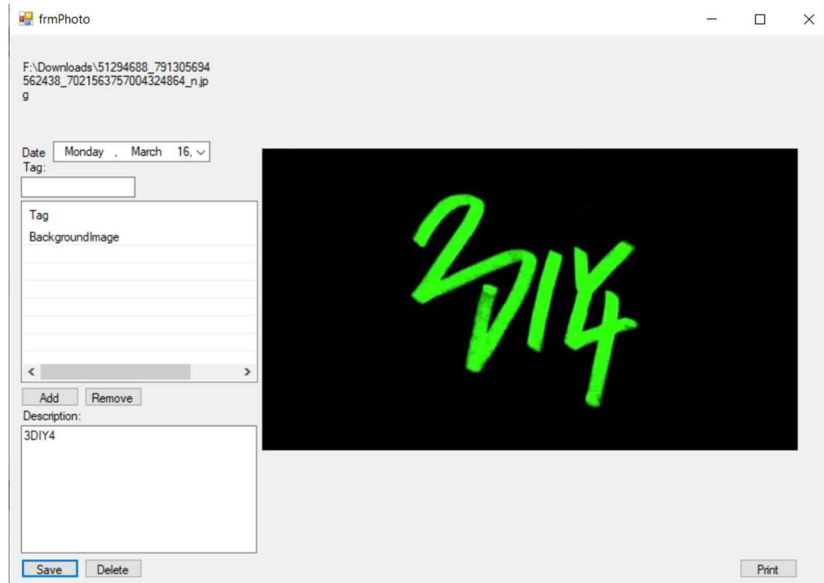 frmPhoto
F:\Downloads\51294688_791305694
562438_7021563757004324864_n.jp
g
Date Monday , March 16,
Tag:
Tag
BackgroundImage
Add Remove
Description:
3DIY4
Save Delete
Print